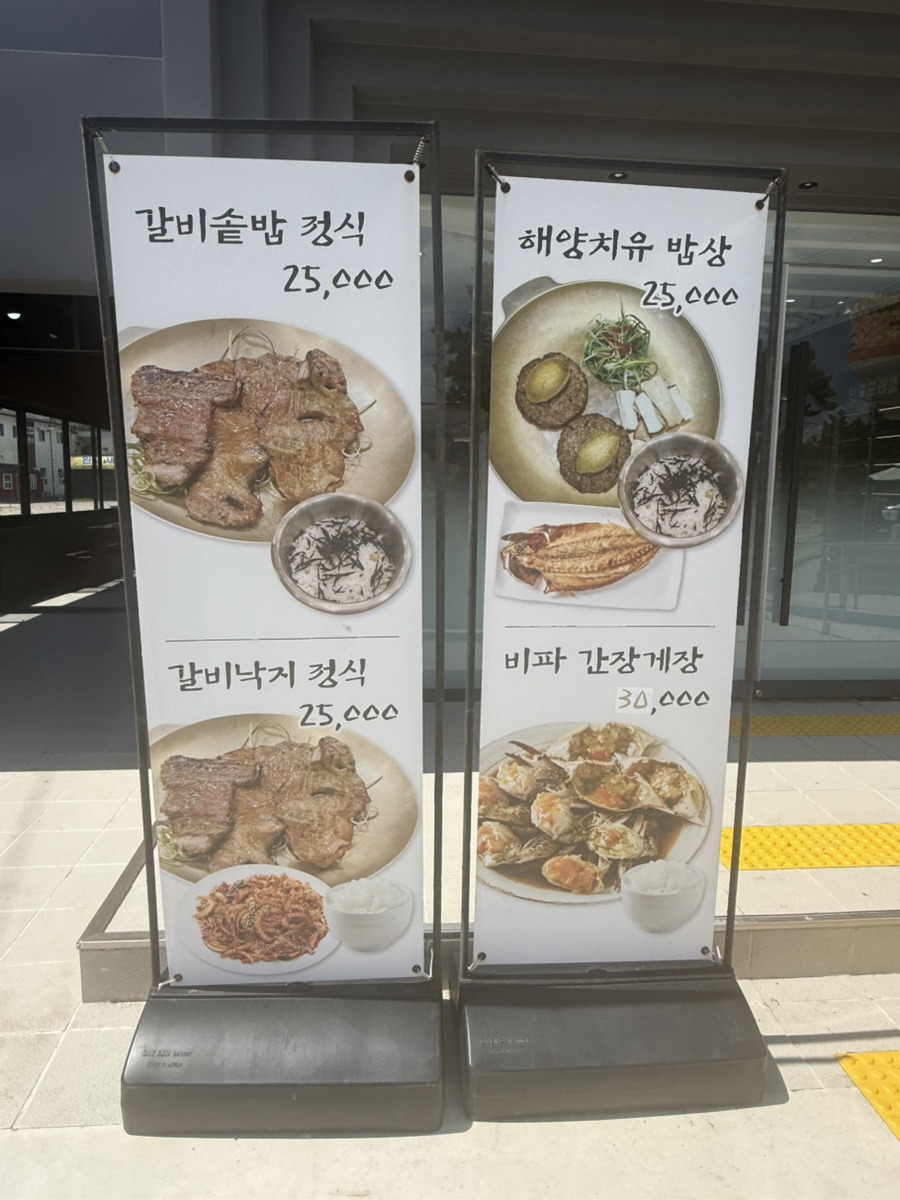 갈비솥밥 정식
25,000
갈비낙지 정식
25,000
해양치유 밥상
25,000
비파 간장게장
30,000